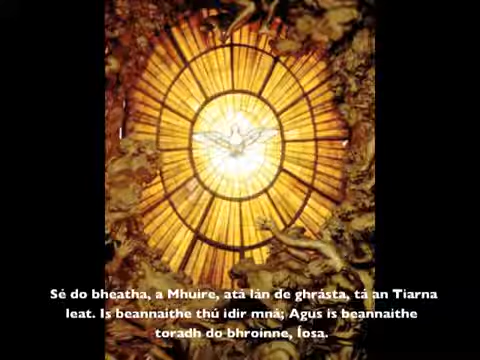 Sé do bheatha, a Mhuire, atá lán de ghrásta, tá an Tiarna
leat. Is beannaithe thú idir mná; Agus is beannaithe
toradh do bhroinne, Íosa.